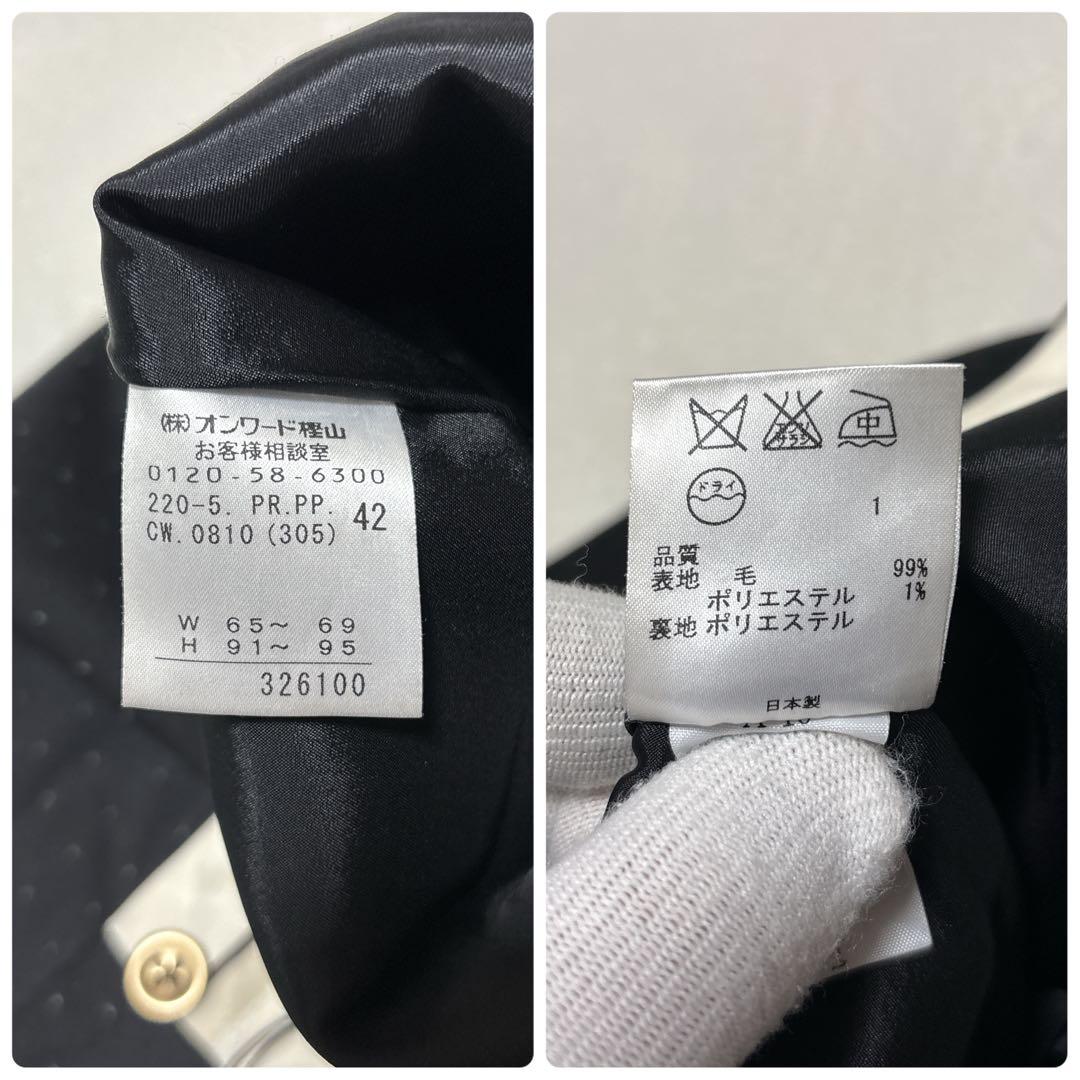 (株)オンワード樫山
お客様相談室
0120-58-6300
220-5. PR.PP. 42
CW.0810(305)
W 65~ 69
H 91~ 95
326100
中
ドライ
1
品質
表地 毛 99%
ポリエステル 1%
裏地 ポリエステル
日本製